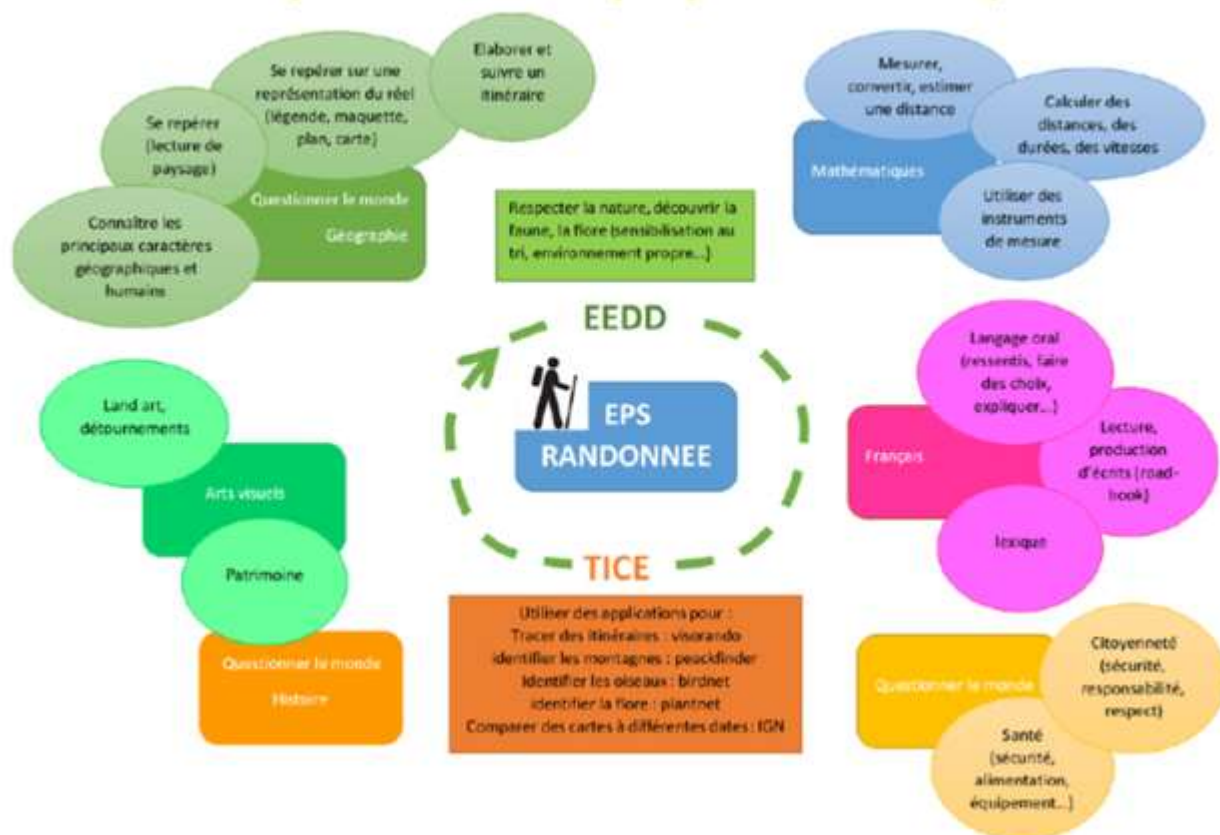 Elaborer et
suivre un
itinéraire
Se repérer sur une
représentation du réel
(légende, maquette,
plan, carte)
Se repérer
(lecture de
paysage)
Connaître les
principaux caractères
géographiques et
humains
Questionner le monde
Géographie
Respecter la nature, découvrir la
faune, la flore (sensibilisation au
tri, environnement propre...)
Mesurer,
convertir, estimer
une distance
Calculer des
distances, des
durées, des vitesses
Mathématiques
Utiliser des
instruments
de mesure
EEDD
EPS
RANDONNEE
TICE
Land art,
détournements
Arts visuels
Patrimoine
Questionner le monde
Histoire
Utiliser des applications pour :
Tracer des itinéraires : visorando
identifier les montagnes : peackfinder
Identifier les oiseaux : birdnet
identifier la flore : plantnet
Comparer des cartes à différentes dates : IGN
Langage oral
(ressentis, faire
des choix,
expliquer...)
Français
Lecture,
production
d'écrits (road-
book)
lexique
Citoyenneté
(sécurité,
responsabilité,
respect)
Questionner le monde
Santé
(sécurité,
alimentation,
équipement...)